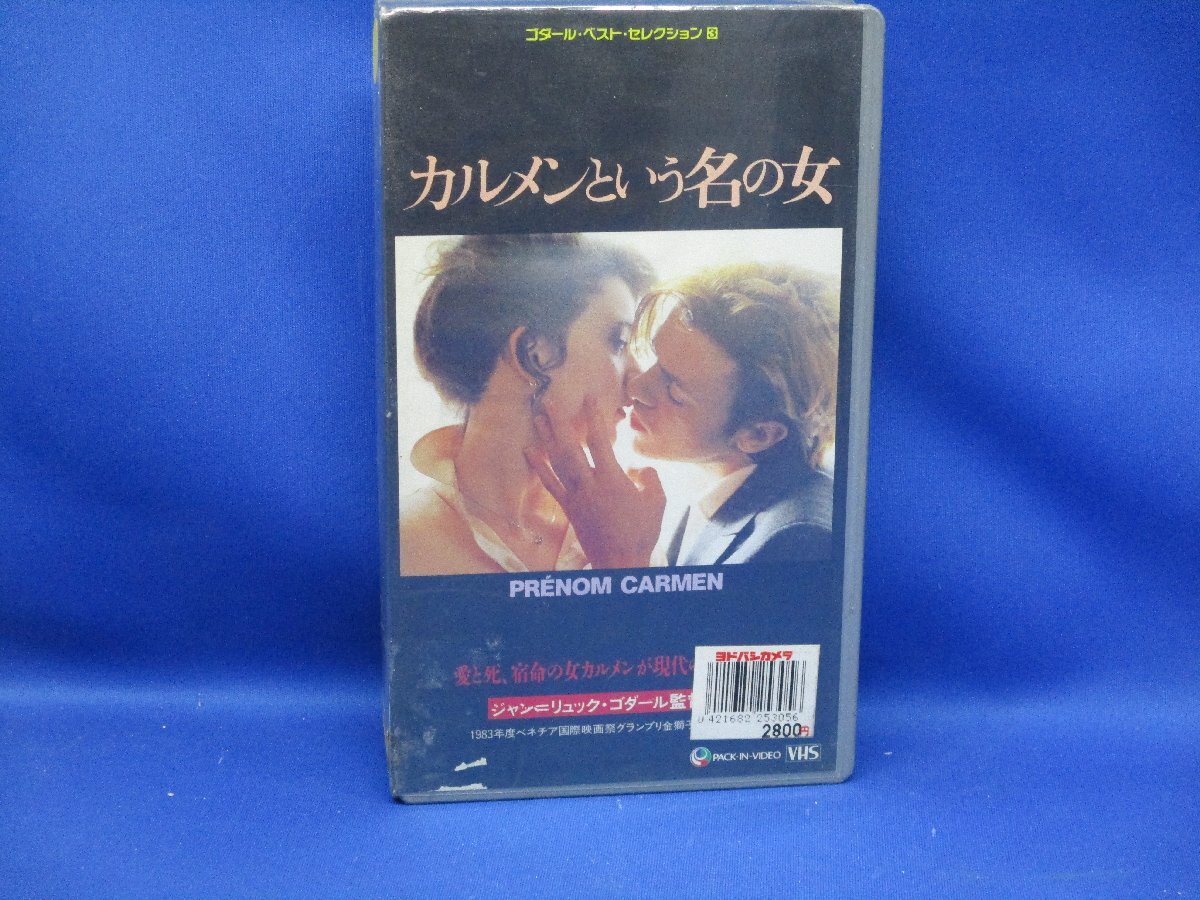 ゴダール・ベスト・セレクション 3
カルメンという名の女
PRÉNOM CARMEN
愛と死、宿命の女カルメンが現代の
ジャン＝リュック・ゴダール監督
1983年度ベネチア国際映画祭グランプリ金獅子
ヨドバシカメラ
0 421682 253056
2800円
PACK-IN-VIDEO VHS